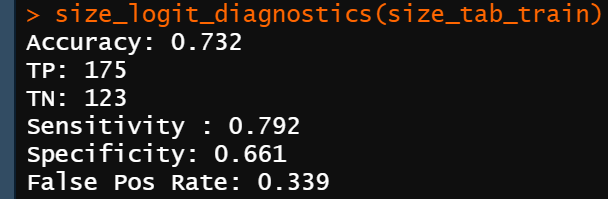 > size_logit_diagnostics(size_tab_train)
Accuracy: 0.732
TP: 175
TN: 123
Sensitivity : 0.792
Specificity: 0.661
False Pos Rate: 0.339